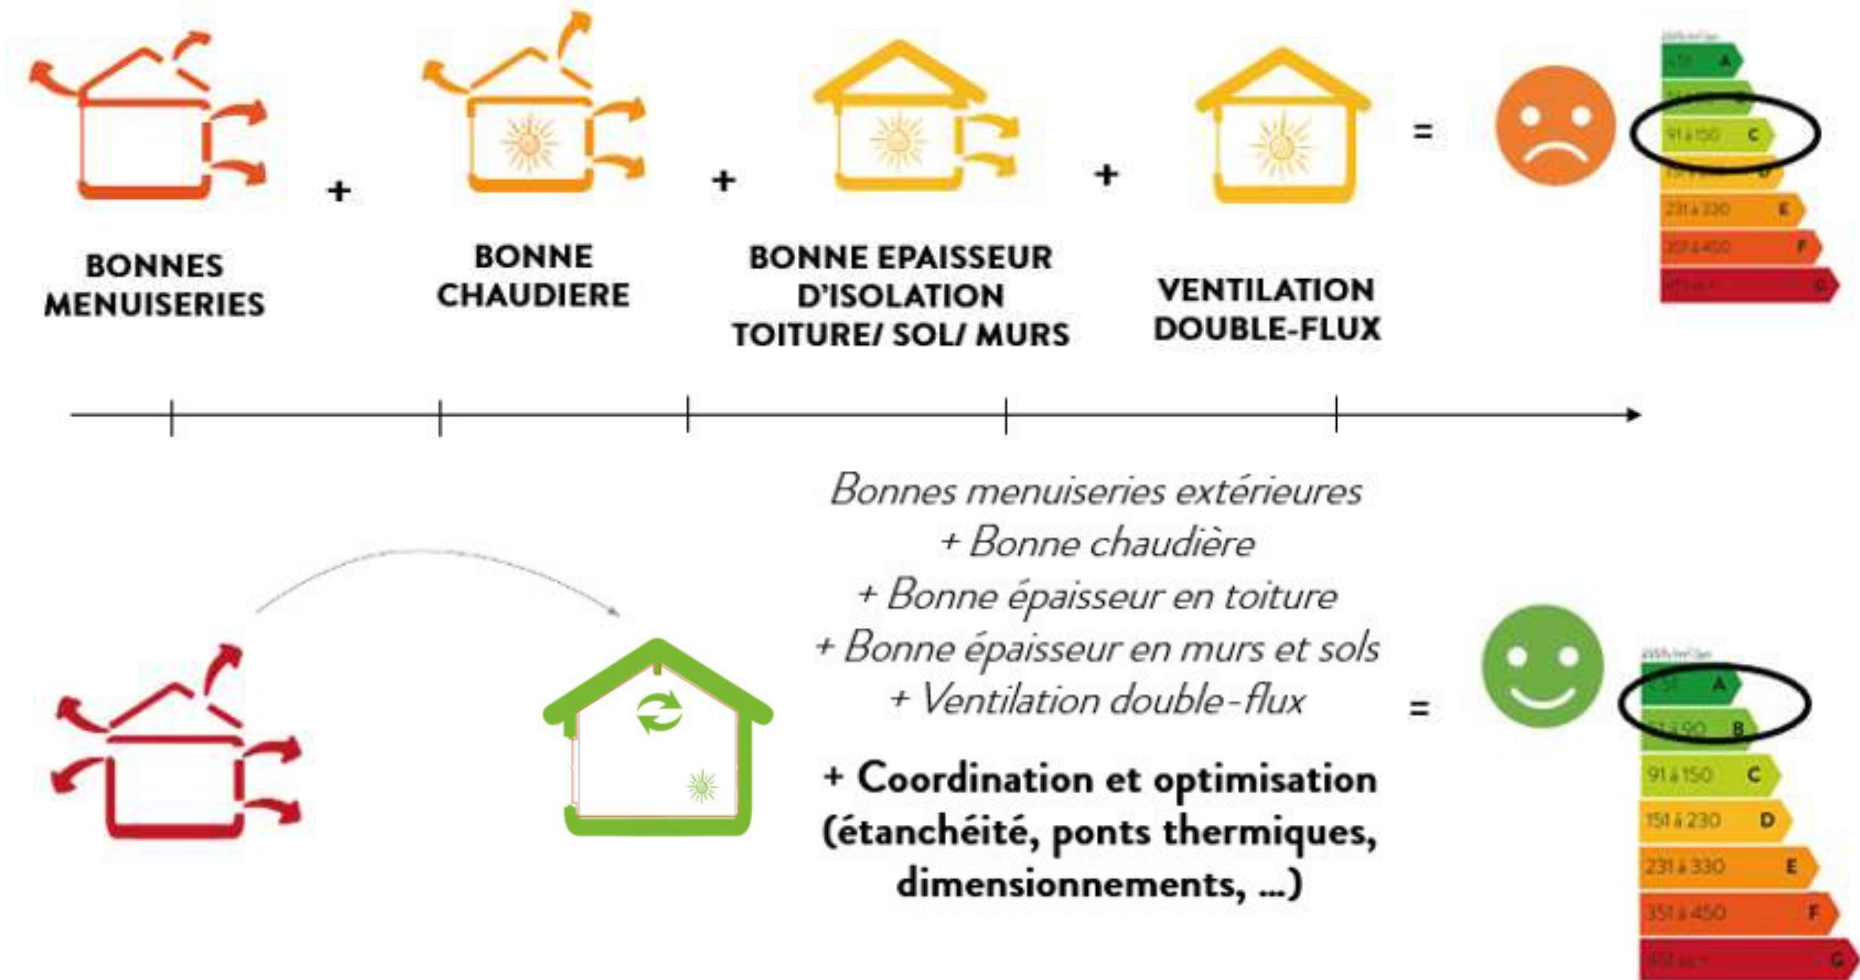 BONNES
MENUISERIES
+
BONNE
CHAUDIERE
+
BONNE EPAISSEUR
D'ISOLATION
TOITURE/ SOL/ MURS
+
VENTILATION
DOUBLE-FLUX
=
A
91 à 150 C
D
231 à 330 E
F
G
Bonnes menuiseries extérieures
+ Bonne chaudière
+ Bonne épaisseur en toiture
+ Bonne épaisseur en murs et sols
+ Ventilation double-flux
+ Coordination et optimisation
(étanchéité, ponts thermiques,
dimensionnements, ...)
=
A
51 à 90 B
91 à 150 C
151 à 230 D
231 à 330 E
351 à 450 F
G